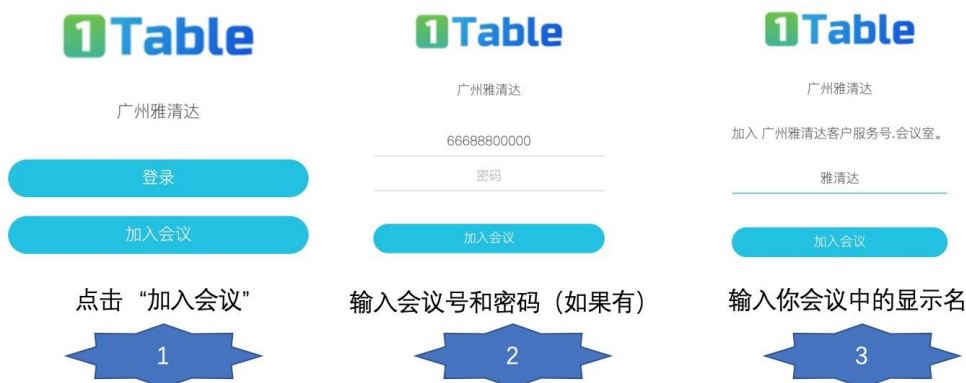 1Table
广州雅清达
登录
加入会议
点击 “加入会议”
1
1Table
广州雅清达
66688800000
密码
加入会议
输入会议号和密码（如果有）
2
1Table
广州雅清达
加入 广州雅清达客户服务号.会议室。
雅清达
加入会议
输入你会议中的显示名
3